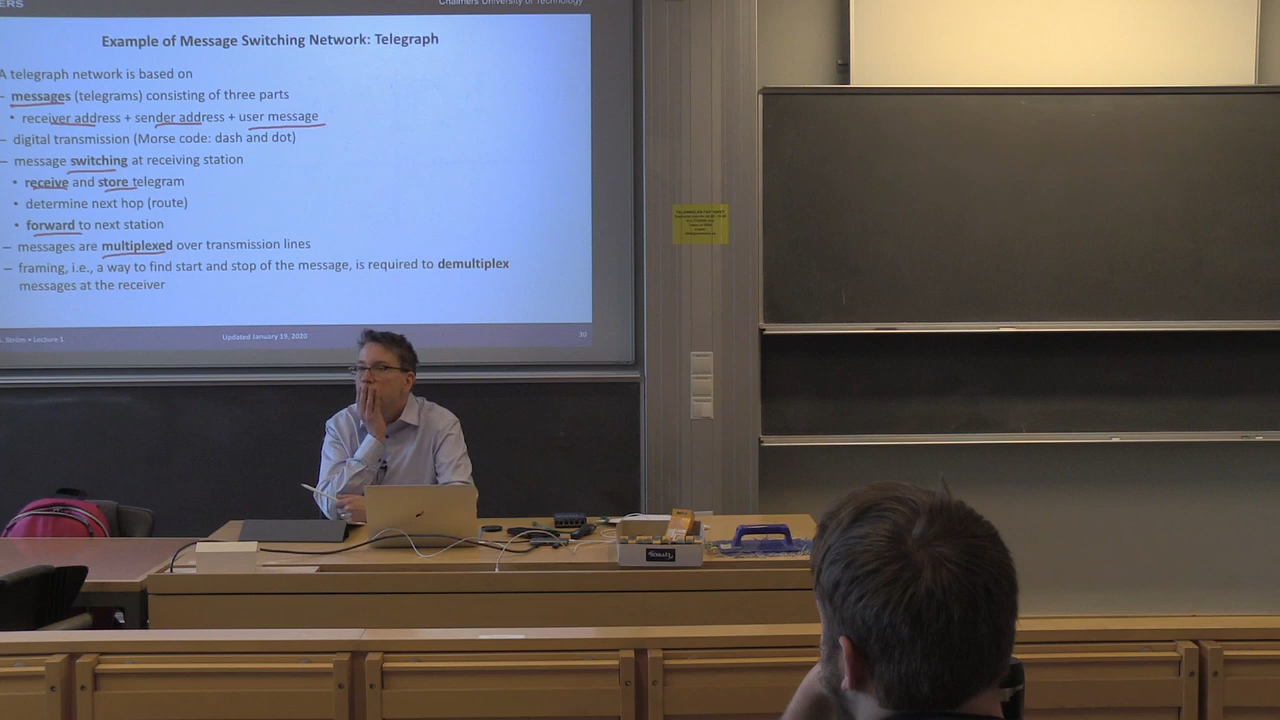 ERS
Chalmers University of Technology
Example of Message Switching Network: Telegraph
A telegraph network is based on
– messages (telegrams) consisting of three parts
• receiver address + sender address + user message
– digital transmission (Morse code: dash and dot)
– message switching at receiving station
• receive and store telegram
• determine next hop (route)
• forward to next station
– messages are multiplexed over transmission lines
– framing, i.e., a way to find start and stop of the message, is required to demultiplex
messages at the receiver
Ström • Lecture 1
Updated January 19, 2020
30